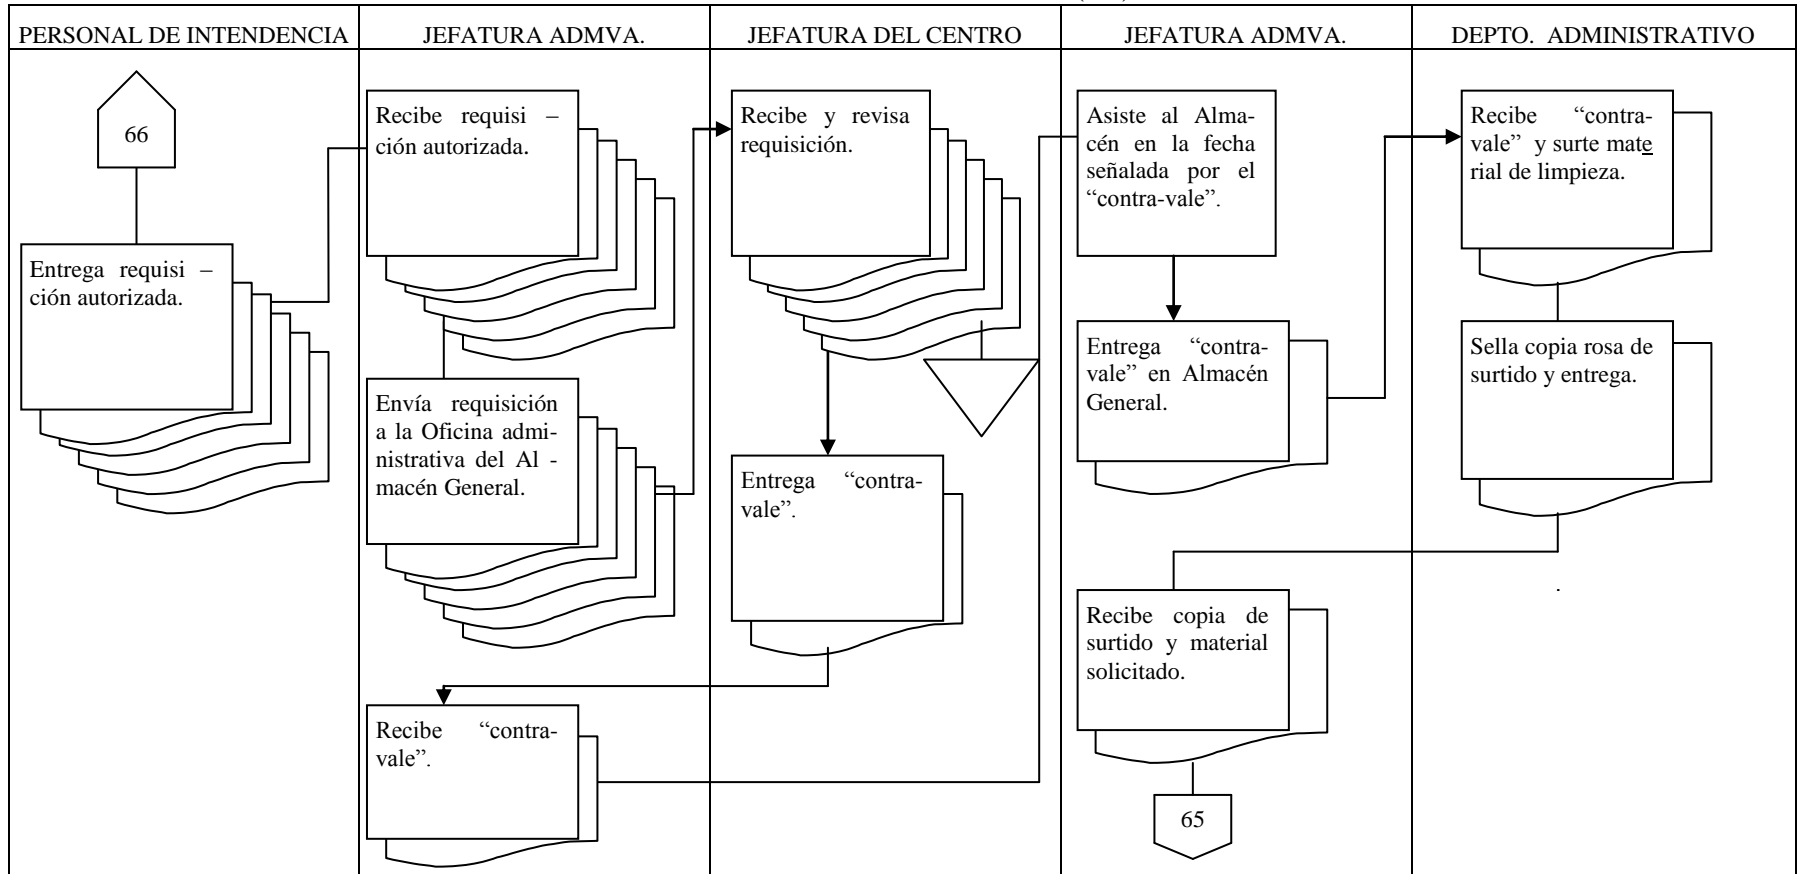 PERSONAL DE INTENDENCIA
JEFATURA ADMVA.
JEFATURA DEL CENTRO
JEFATURA ADMVA.
DEPTO. ADMINISTRATIVO
66
Entrega requisi –
ción autorizada.
Recibe requisi –
ción autorizada.
Envía requisición
a la Oficina admi-
nistrativa del Al -
macén General.
Recibe “contra-
vale”.
Recibe y revisa
requisición.
Entrega “contra-
vale”.
Asiste al Alma-
cén en la fecha
señalada por el
“contra-vale”.
Entrega “contra-
vale” en Almacén
General.
Recibe copia de
surtido y material
solicitado.
65
Recibe “contra-
vale” y surte mate
rial de limpieza.
Sella copia rosa de
surtido y entrega.
.